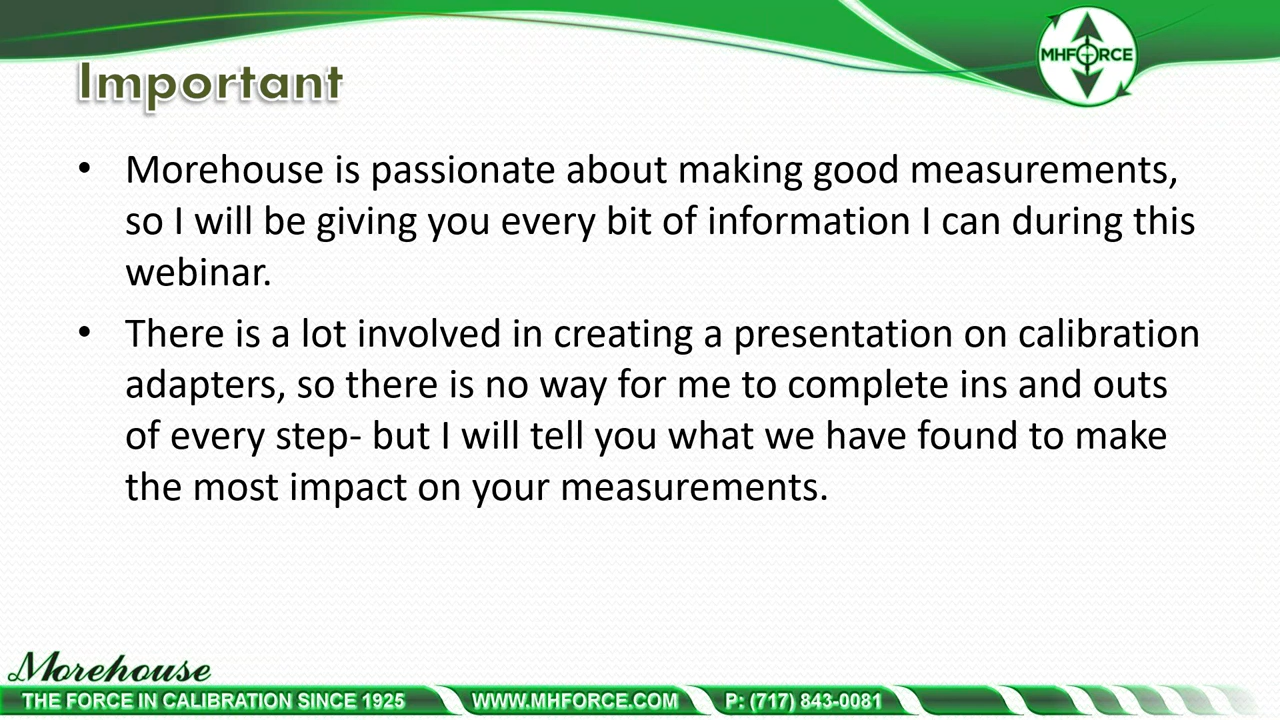 MHFORCE
Important
• Morehouse is passionate about making good measurements,
so I will be giving you every bit of information I can during this
webinar.
• There is a lot involved in creating a presentation on calibration
adapters, so there is no way for me to complete ins and outs
of every step- but I will tell you what we have found to make
the most impact on your measurements.
Morehouse
THE FORCE IN CALIBRATION SINCE 1925 WWW.MHFORCE.COM P: (717) 843-0081